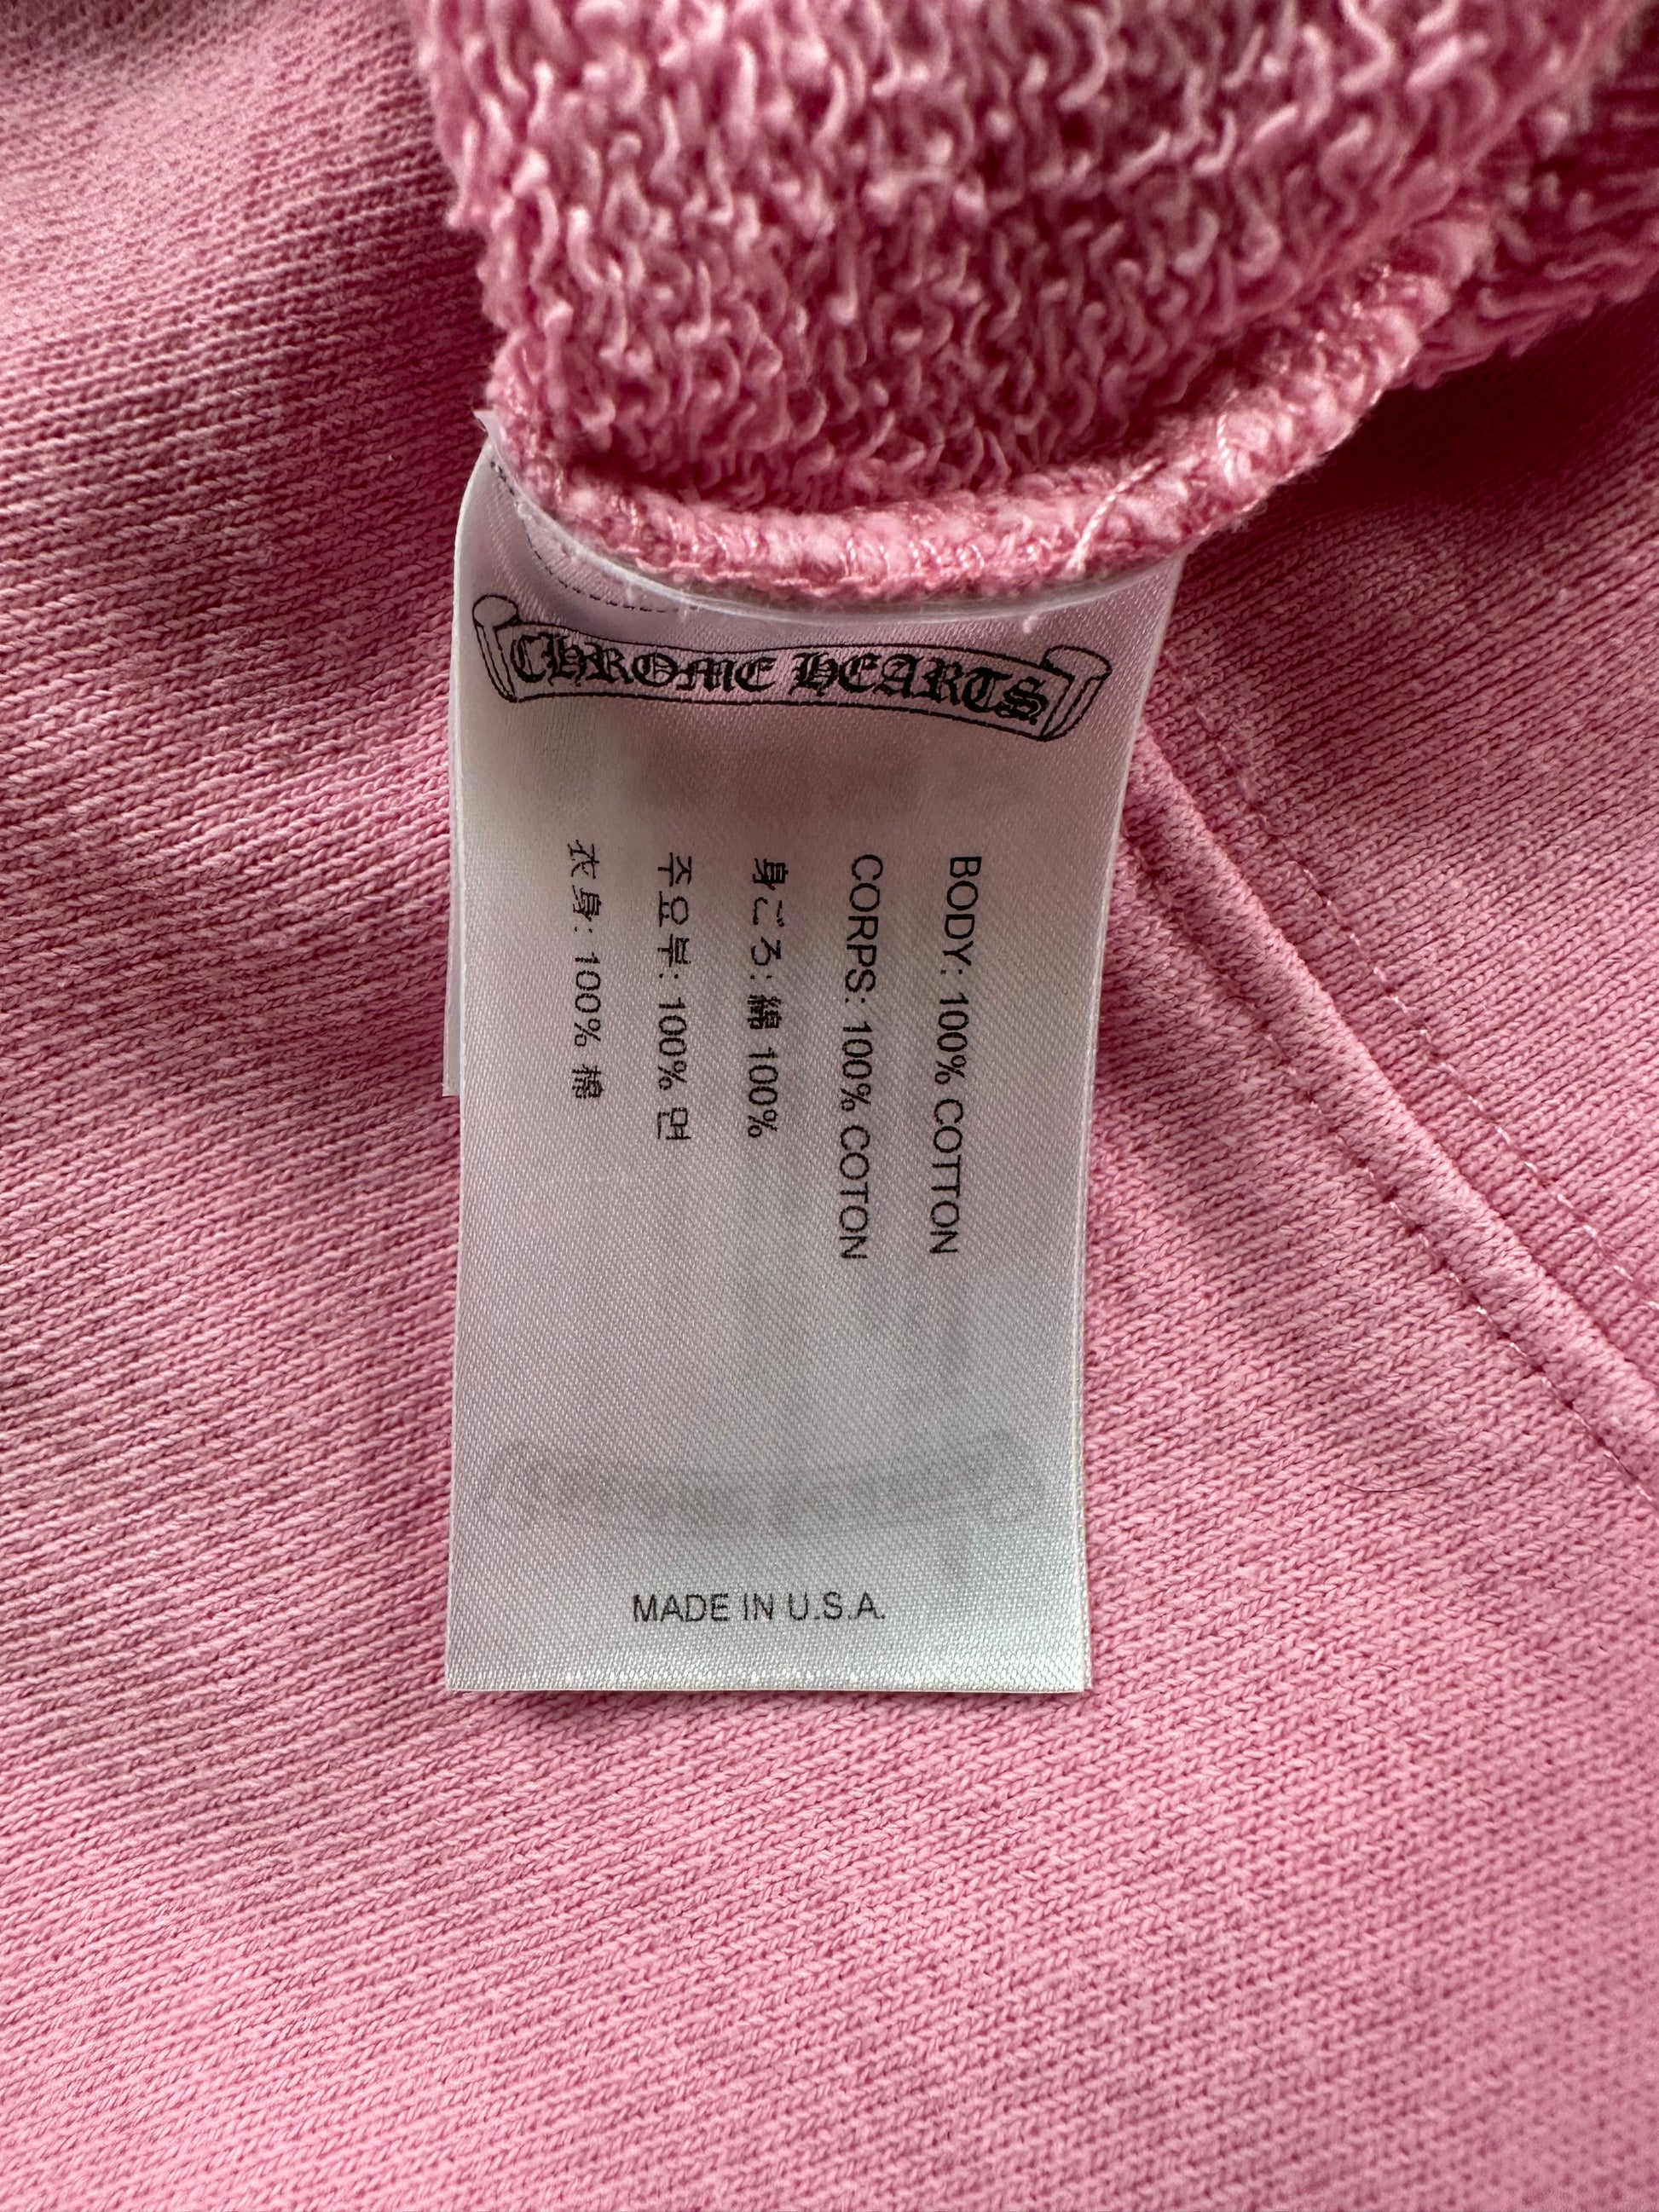 CHROME HEARTS
BODY: 100% COTTON
CORPS: 100% COTON
身ごろ: 綿 100%
주요부: 100% 면
衣身: 100% 棉
MADE IN U.S.A.